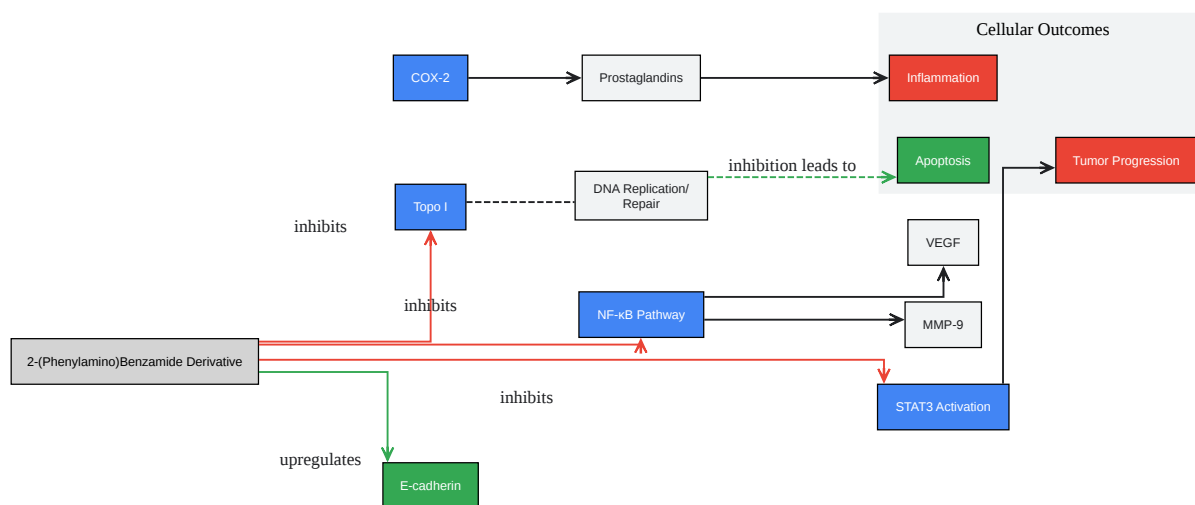 Cellular Outcomes
COX-2
Prostaglandins
Inflammation
inhibition leads to
Apoptosis
Tumor Progression
DNA Replication/
Repair
Topo I
inhibits
VEGF
inhibits
NF-κB Pathway
MMP-9
2-(Phenylamino)Benzamide Derivative
inhibits
STAT3 Activation
upregulates
E-cadherin